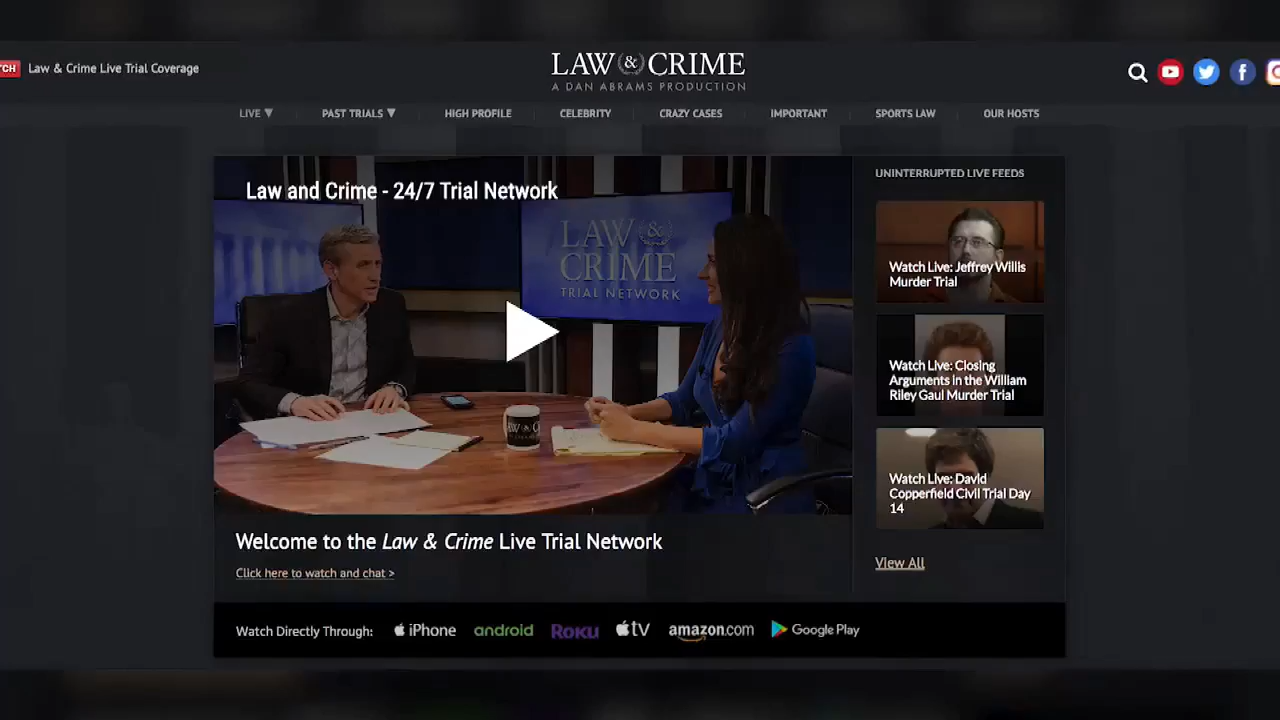 TCH
Law & Crime Live Trial Coverage
LAW & CRIME
A DAN ABRAMS PRODUCTION
LIVE ▼
PAST TRIALS ▼
HIGH PROFILE
CELEBRITY
CRAZY CASES
IMPORTANT
SPORTS LAW
OUR HOSTS
Law and Crime - 24/7 Trial Network
LAW &
CRIME
TRIAL NETWORK
UNINTERRUPTED LIVE FEEDS
Watch Live: Jeffrey Willis
Murder Trial
Watch Live: Closing
Arguments in the William
Riley Gaul Murder Trial
Watch Live: David
Copperfield Civil Trial Day
14
View All
Welcome to the Law & Crime Live Trial Network
Click here to watch and chat >
Watch Directly Through:
iPhone
android
ROKU
tv
amazon.com
Google Play